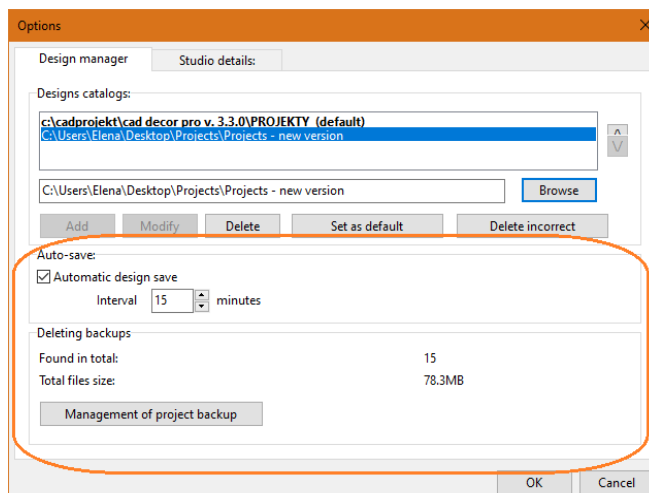 Options
Design manager
Studio details:
Designs catalogs:
c:\cadprojekt\cad decor pro v. 3.3.0\PROJEKTY (default)
C:\Users\Elena\Desktop\Projects\Projects - new version
C:\Users\Elena\Desktop\Projects\Projects - new version
Browse
Add Modify Delete Set as default Delete incorrect
Auto-save:
Automatic design save
Interval 15 minutes
Deleting backups
Found in total: 15
Total files size: 78.3MB
Management of project backup
OK Cancel